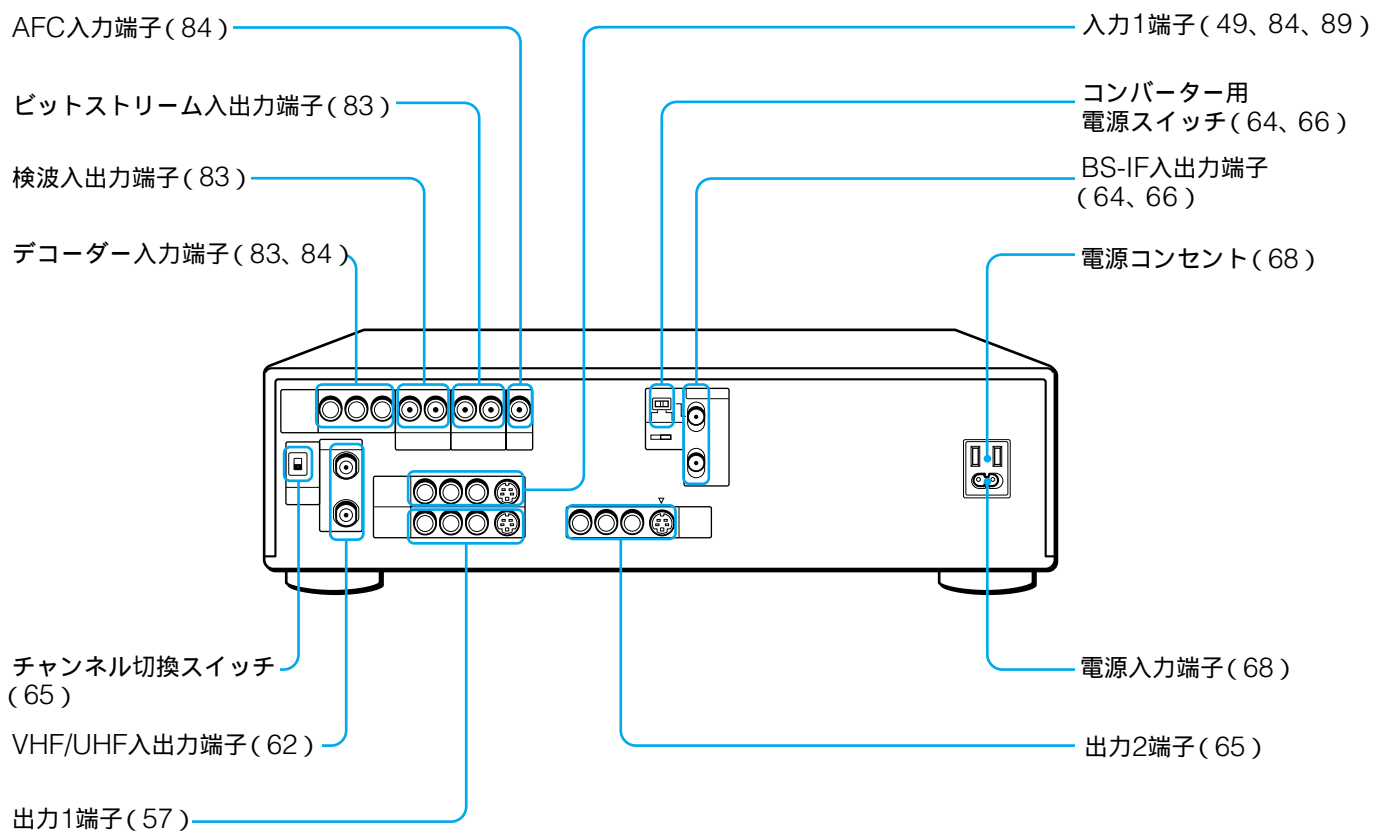 AFC入力端子(84)
ビットストリーム入出力端子(83)
検波入出力端子(83)
デコーダー入力端子(83、84)
入力1端子(49、84、89)
コンバーター用
電源スイッチ(64、66)
BS-IF入出力端子
(64、66)
電源コンセント(68)
チャンネル切換スイッチ
(65)
VHF/UHF入出力端子(62)
出力1端子(57)
電源入力端子(68)
出力2端子(65)